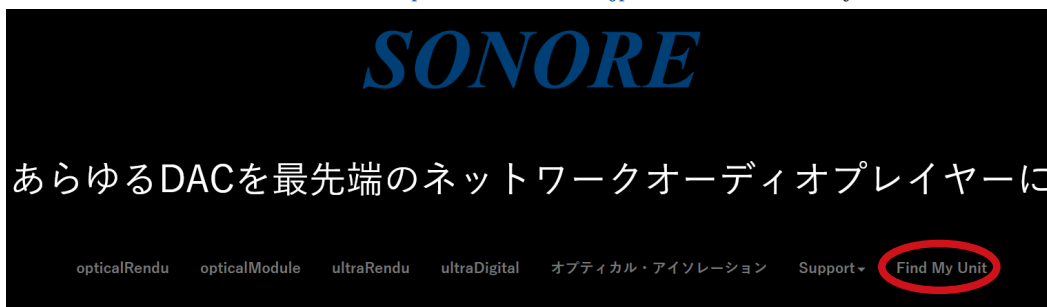 SONORE
あらゆるDACを最先端のネットワークオーディオプレイヤーに
opticalRendu opticalModule ultraRendu ultraDigital オプティカル・アイソレーション Support Find My Unit